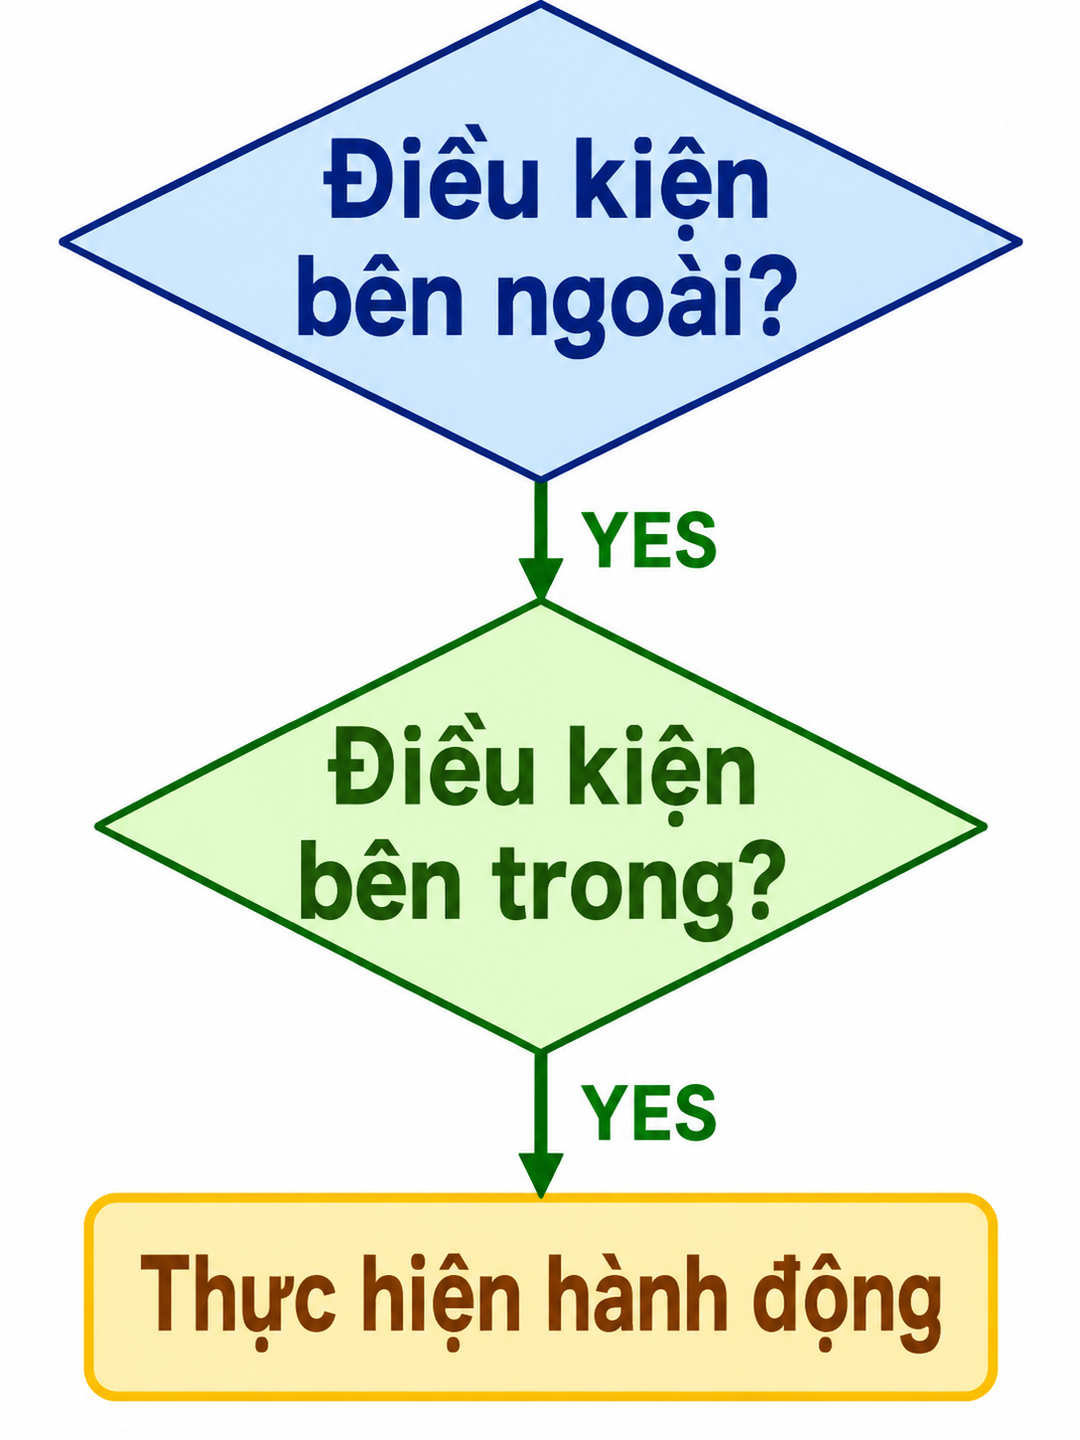 Điều kiện
bên ngoài?
YES
Điều kiện
bên trong?
YES
Thực hiện hành động